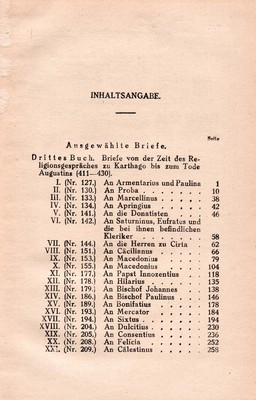 INHALTSANGABE.
Seite
Ausgewählte Briefe.
Drittes Buch. Briefe von der Zeit des Re-
ligionsgespräches zu Karthago bis zum Tode
Augustins (411—430).
I. (Nr. 127.) An Armentarius und Paulina 1
II. (Nr. 130.) An Proba . . . . . . . 10
III. (Nr. 133.) An Marcellinus . . . . . 38
IV. (Nr. 134.) An Apringius . . . . . . 42
V. (Nr. 141.) An die Donatisten . . . . 46
VI. (Nr. 142.) An Saturninus, Eufrates und
die bei ihnen befindlichen
Kleriker . . . . . . . 58
VII. (Nr. 144.) An die Herren zu Cirta . . 62
VIII. (Nr. 151.) An Cäcilianus . . . . . . 66
IX. (Nr. 153.) An Macedonius . . . . . 79
X. (Nr. 155.) An Macedonius . . . . . 104
XI. (Nr. 177.) An Papst Innocentius . . . 118
XII. (Nr. 178.) An Hilarius . . . . . . . 135
XIII. (Nr. 179.) An Bischof Johannes . . . 138
XIV. (Nr. 186.) An Bischof Paulinus . . . 146
XV. (Nr. 189.) An Bonifatius . . . . . . 178
XVI. (Nr. 193.) An Mercator . . . . . . 184
XVII. (Nr. 194.) An Sixtus . . . . . . . 194
XVIII. (Nr. 204.) An Dulcitius . . . . . . 230
XIX. (Nr. 205.) An Consentius . . . . . 236
XX. (Nr. 208.) An Felicia . . . . . . . 252
XXI. (Nr. 209.) An Cälestinus . . . . . 258